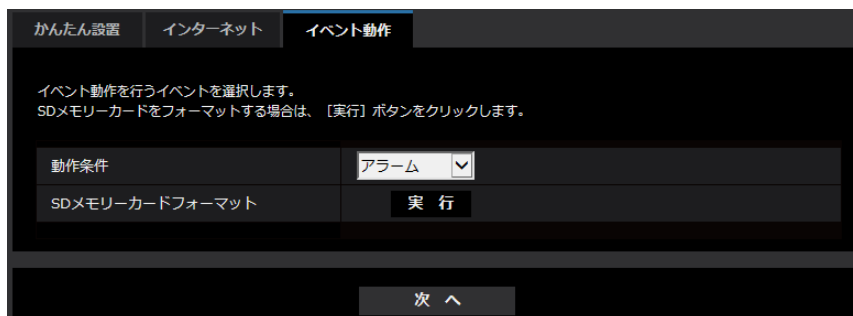 かんたん設置 インターネット イベント動作
イベント動作を行うイベントを選択します。
SDメモリーカードをフォーマットする場合は、［実行］ボタンをクリックします。
動作条件 アラーム
SDメモリーカードフォーマット 実 行
次 へ